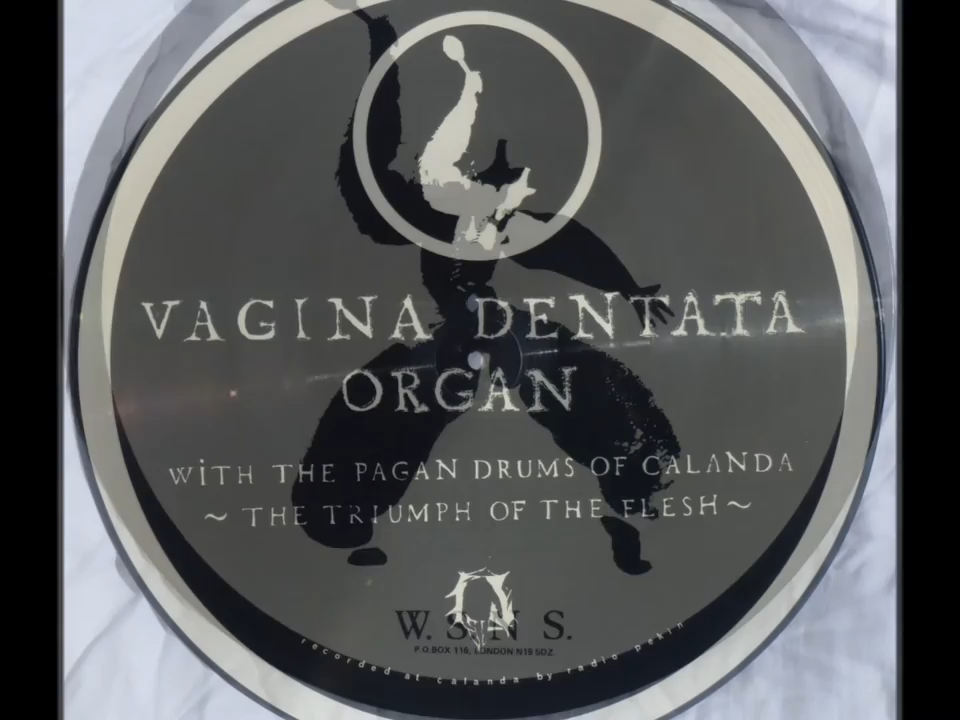 VAGINA DENTATA
ORGAN
WiTH THE PAGAN DRUMS OF CALANDA
~ THE TRIUMPH OF THE FLESH ~
W. S N S.
P.O.BOX 116, LONDON N19 5DZ.
recorded at calanda by radio pekin